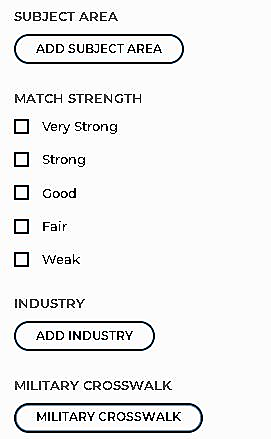 SUBJECT AREA
ADD SUBJECT AREA
MATCH STRENGTH
Very Strong
Strong
Good
Fair
Weak
INDUSTRY
ADD INDUSTRY
MILITARY CROSSWALK
MILITARY CROSSWALK